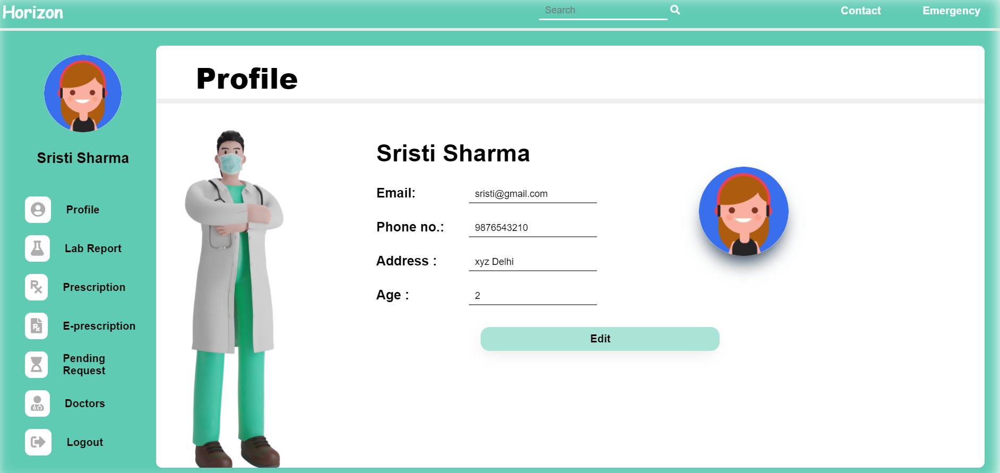 Horizon
Search
Contact
Emergency
Sristi Sharma
Profile
Lab Report
Prescription
E-prescription
Pending
Request
Doctors
Logout
Profile
Sristi Sharma
Email: sristi@gmail.com
Phone no.: 9876543210
Address : xyz Delhi
Age : 2
Edit